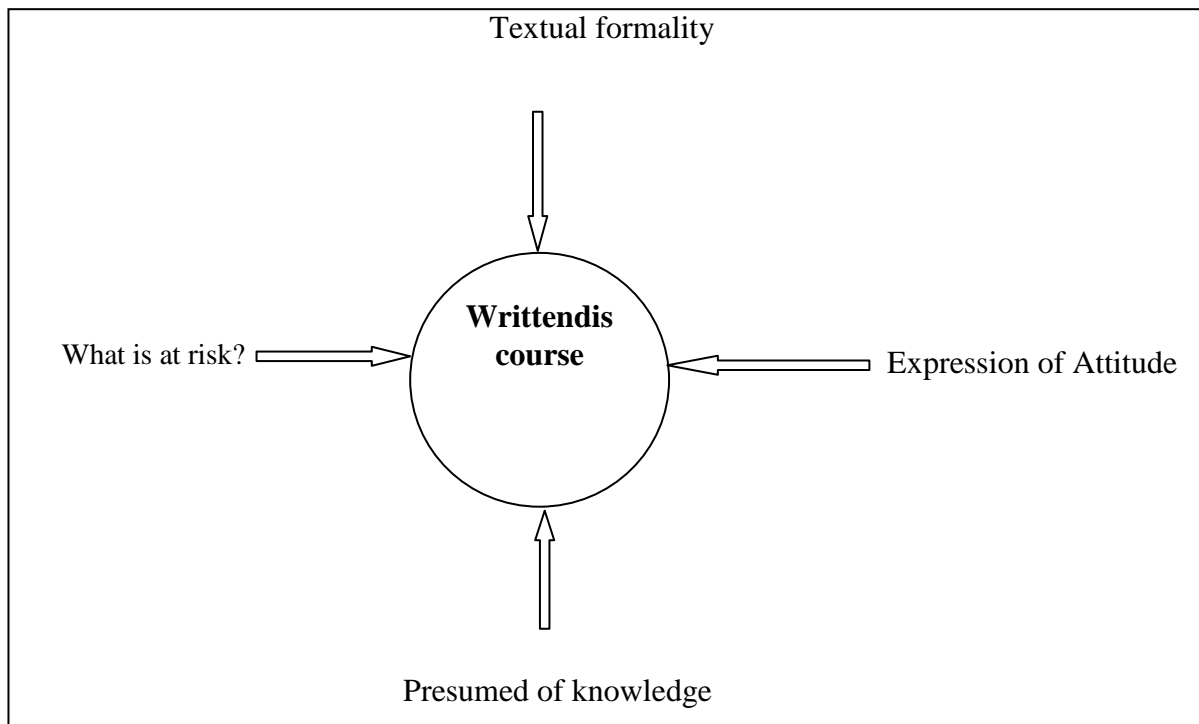 Textual formality
Writtendis
course
What is at risk?
Expression of Attitude
Presumed of knowledge